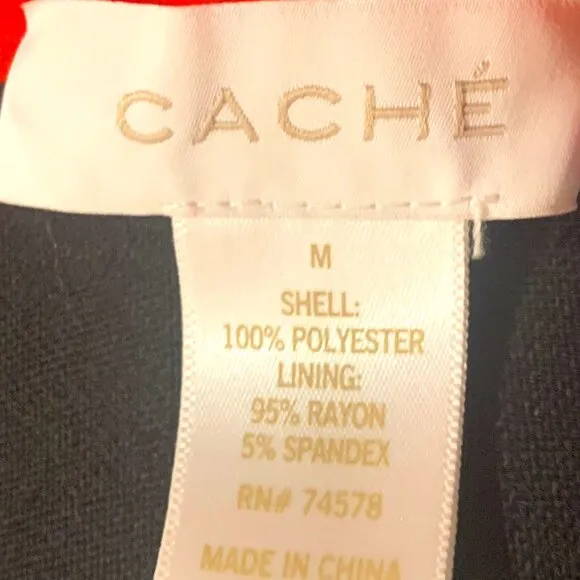 CACHÉ
M
SHELL:
100% POLYESTER
LINING:
95% RAYON
5% SPANDEX
RN# 74578
MADE IN CHINA